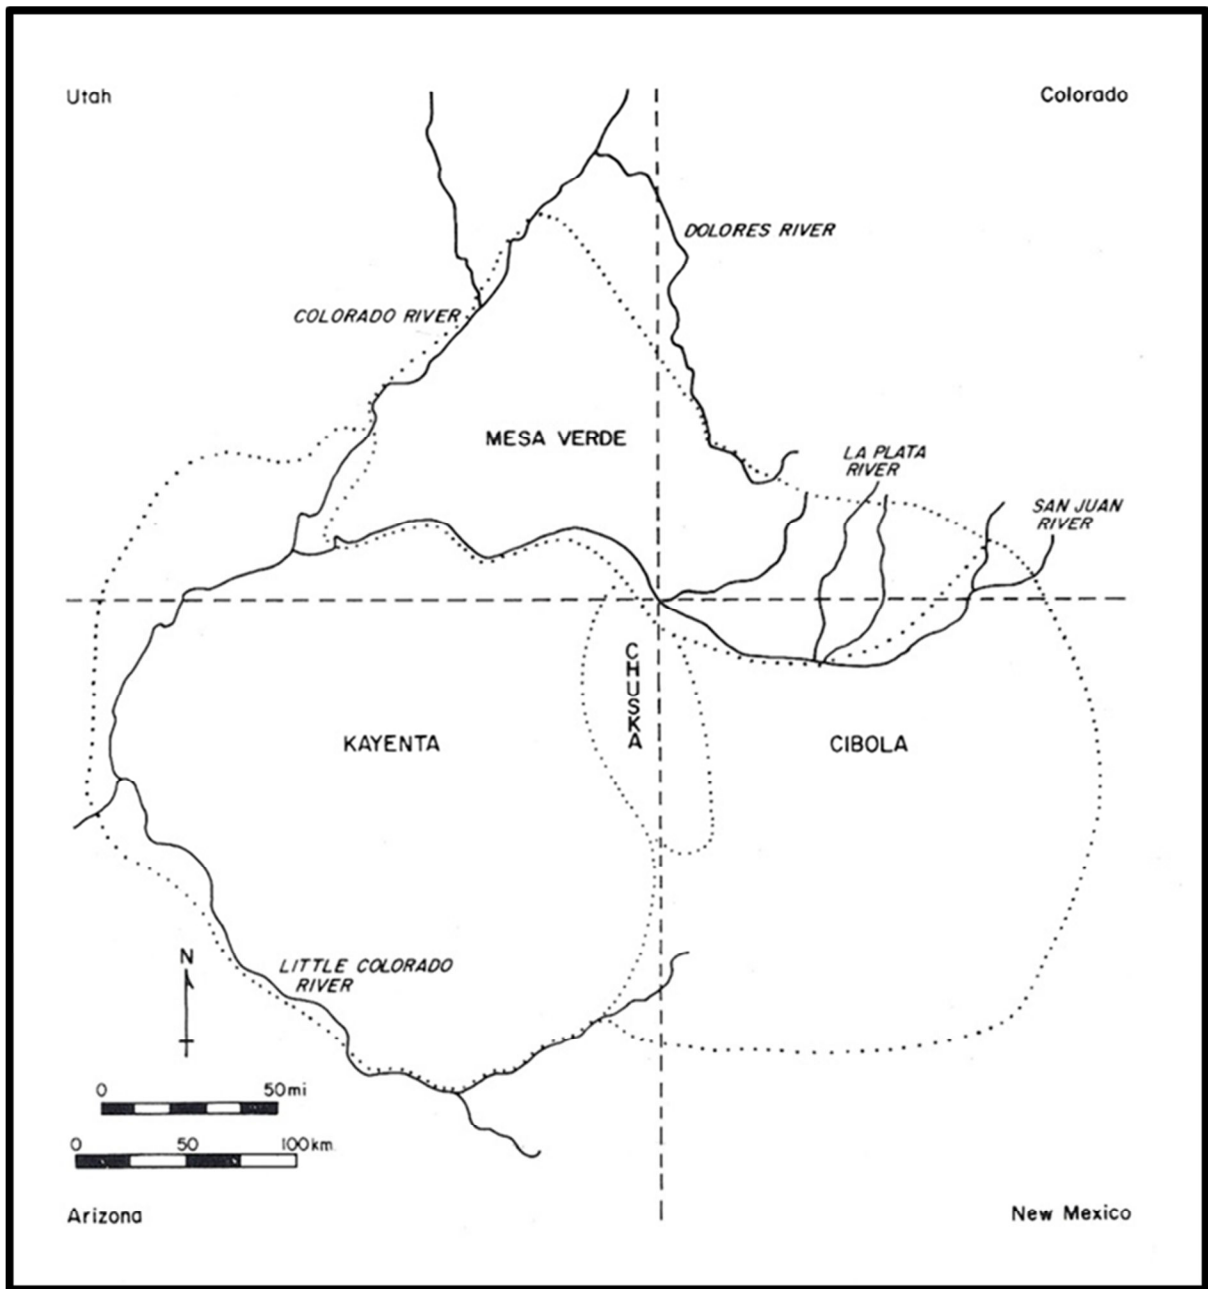 Utah
Colorado
DOLORES RIVER
COLORADO RIVER
MESA VERDE
LA PLATA
RIVER
SAN JUAN
RIVER
CHUSKA
KAYENTA
CIBOLA
N
LITTLE COLORADO
RIVER
0 50mi
0 50 100km.
Arizona
New Mexico